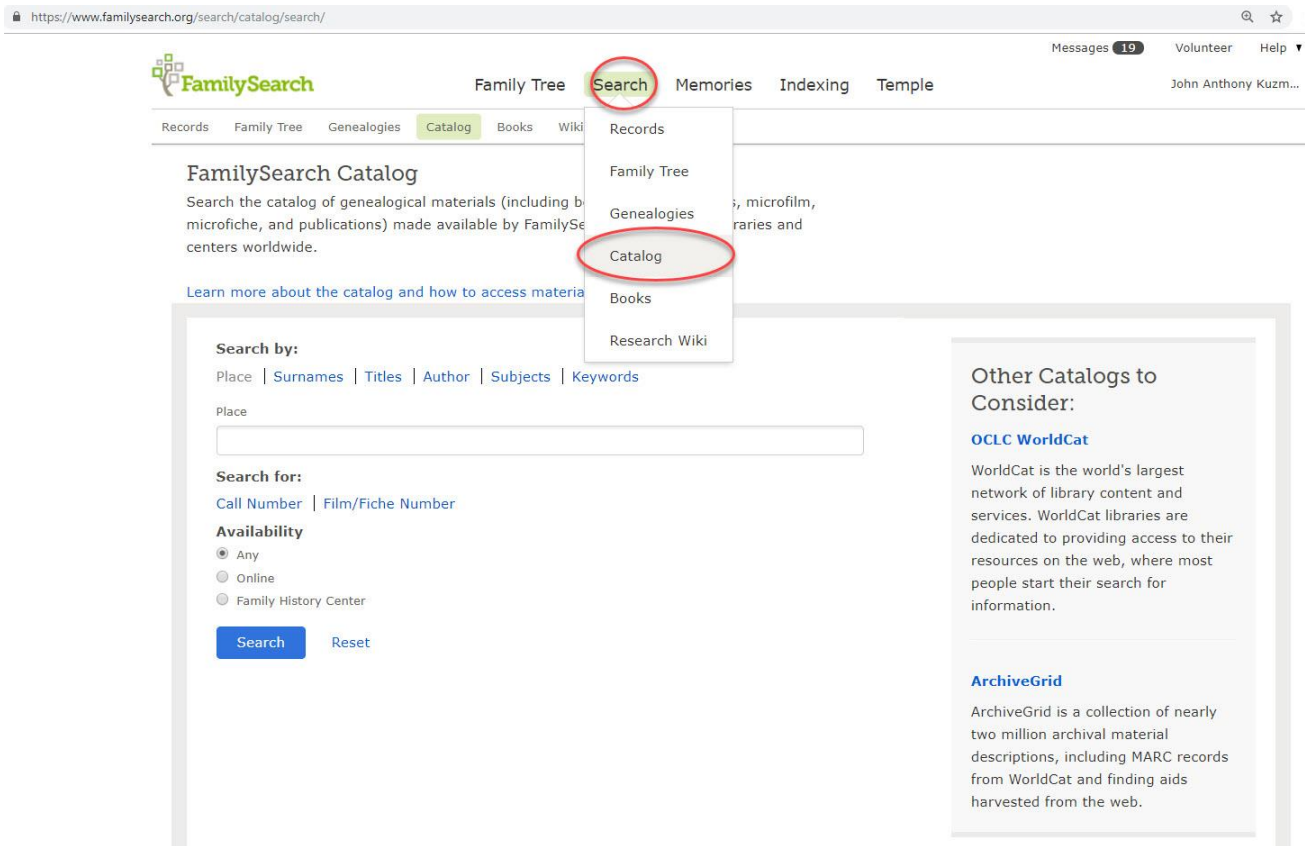 https://www.familysearch.org/search/catalog/search/
Messages 19 Volunteer Help
FamilySearch
Family Tree Search Memories Indexing Temple
John Anthony Kuzm...
Records Family Tree Genealogies Catalog Books Wiki
Records
Family Tree
Genealogies
Catalog
Books
Research Wiki
FamilySearch Catalog
Search the catalog of genealogical materials (including b s, microfilm,
microfiche, and publications) made available by FamilySe raries and
centers worldwide.
Learn more about the catalog and how to access materia
Search by:
Place | Surnames | Titles | Author | Subjects | Keywords
Place
Search for:
Call Number | Film/Fiche Number
Availability
Any
Online
Family History Center
Search Reset
Other Catalogs to
Consider:
OCLC WorldCat
WorldCat is the world's largest
network of library content and
services. WorldCat libraries are
dedicated to providing access to their
resources on the web, where most
people start their search for
information.
ArchiveGrid
ArchiveGrid is a collection of nearly
two million archival material
descriptions, including MARC records
from WorldCat and finding aids
harvested from the web.